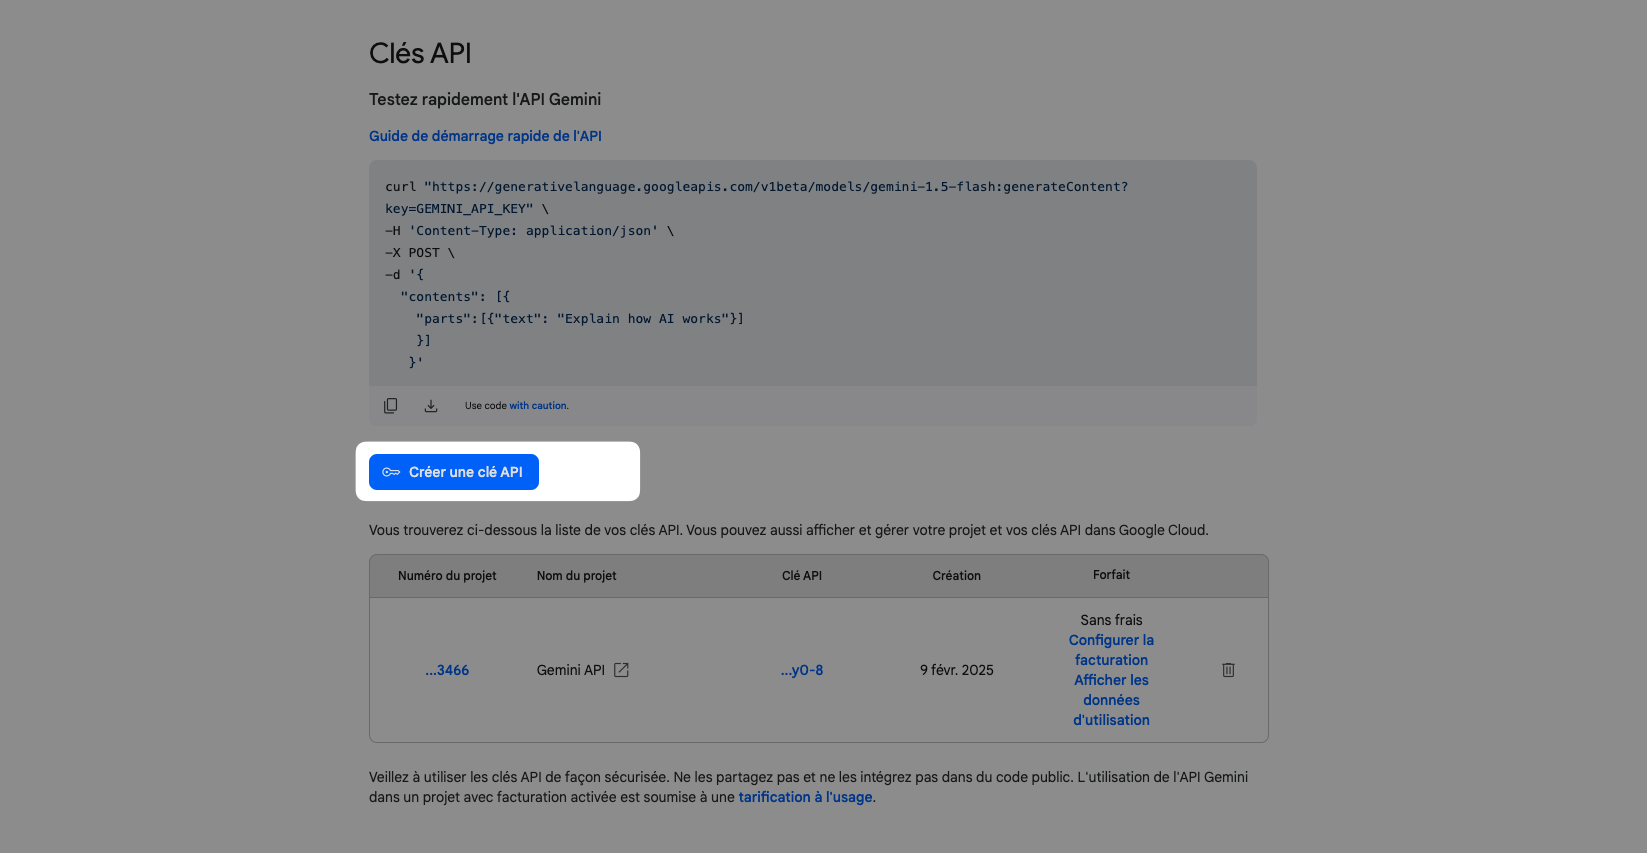 Clés API
Testez rapidement l'API Gemini
Guide de démarrage rapide de l'API
curl "https://generativelanguage.googleapis.com/v1beta/models/gemini-1.5-flash:generateContent?
key=GEMINI_API_KEY" \
-H 'Content-Type: application/json' \
-X POST \
-d '{
"contents": [{
"parts":[{"text": "Explain how AI works"}]
}]
}'
Use code with caution.
Créer une clé API
Vous trouverez ci-dessous la liste de vos clés API. Vous pouvez aussi afficher et gérer votre projet et vos clés API dans Google Cloud.
Numéro du projet Nom du projet Clé API Création Forfait
...3466 Gemini API ...y0-8 9 févr. 2025 Sans frais
Configurer la
facturation
Afficher les
données
d'utilisation
Veillez à utiliser les clés API de façon sécurisée. Ne les partagez pas et ne les intégrez pas dans du code public. L'utilisation de l'API Gemini
dans un projet avec facturation activée est soumise à une tarification à l'usage.